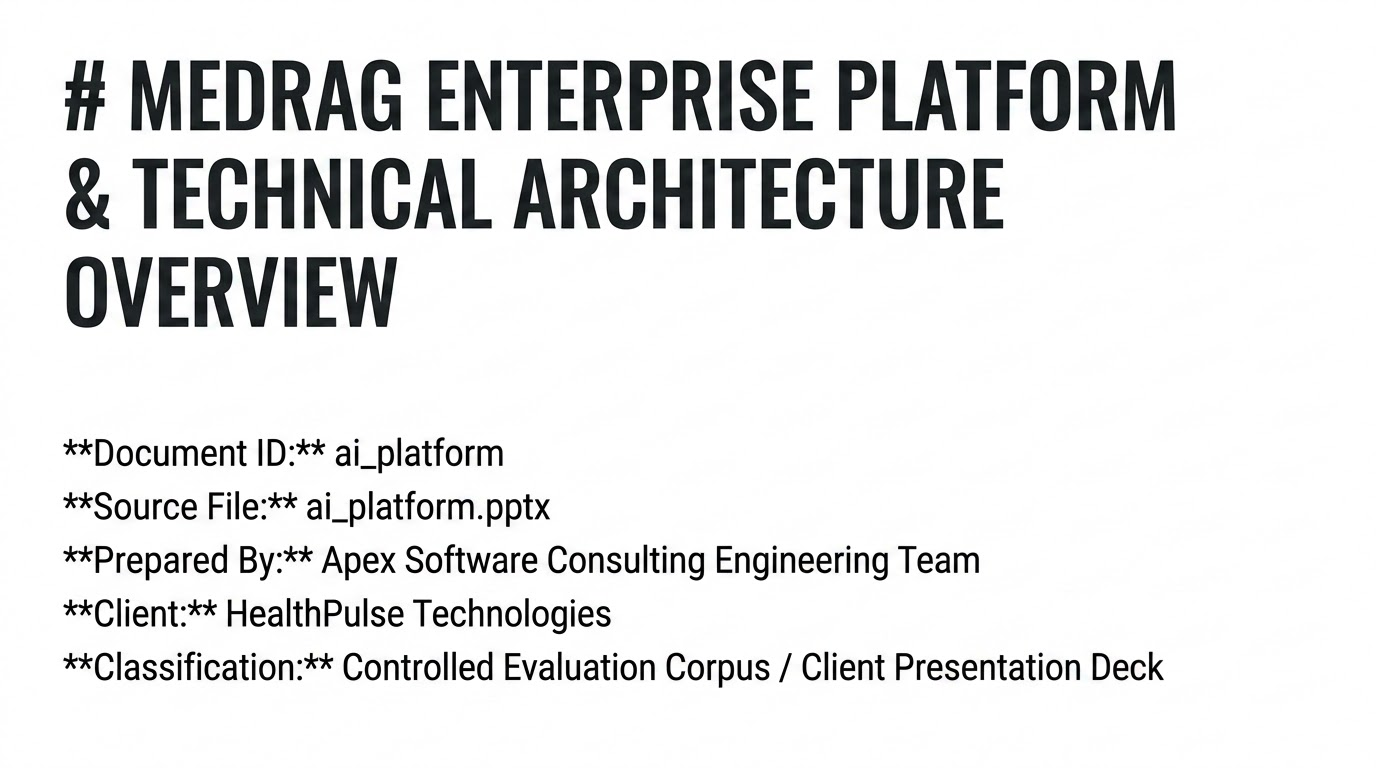 # MEDRAG ENTERPRISE PLATFORM
& TECHNICAL ARCHITECTURE
OVERVIEW
**Document ID:** ai_platform
**Source File:** ai_platform.pptx
**Prepared By:** Apex Software Consulting Engineering Team
**Client:** HealthPulse Technologies
**Classification:** Controlled Evaluation Corpus / Client Presentation Deck